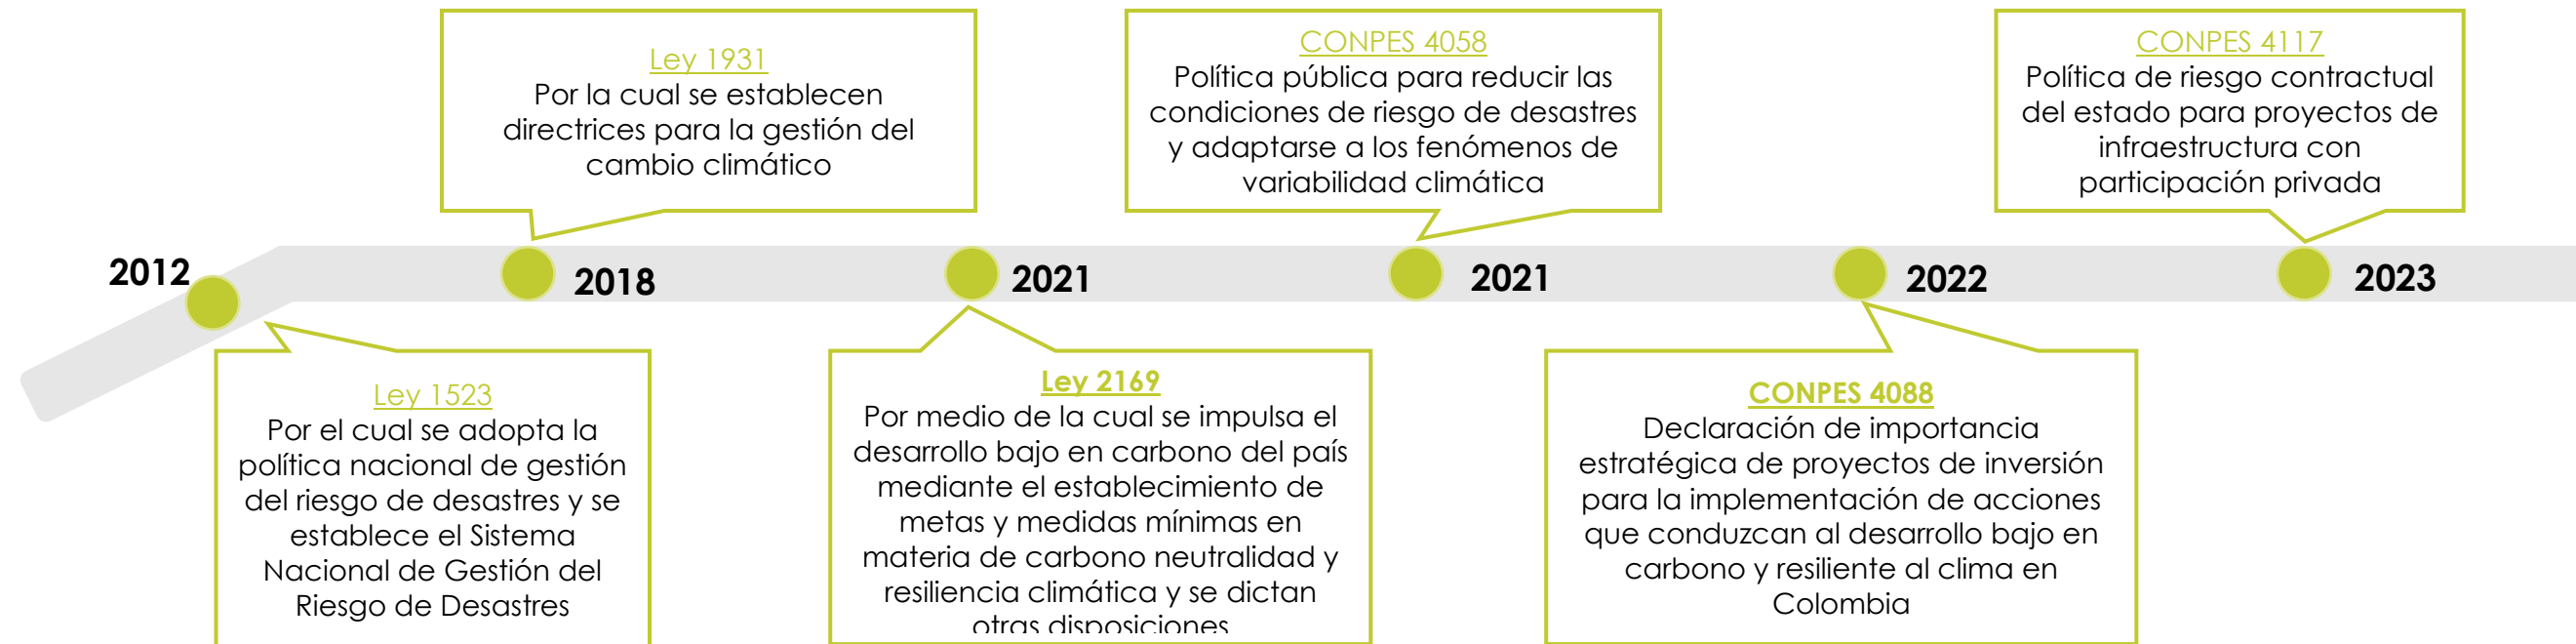 2012
Ley 1523
Por el cual se adopta la
política nacional de gestión
del riesgo de desastres y se
establece el Sistema
Nacional de Gestión del
Riesgo de Desastres
Ley 1931
Por la cual se establecen
directrices para la gestión del
cambio climático
2018
2021
Ley 2169
Por medio de la cual se impulsa el
desarrollo bajo en carbono del país
mediante el establecimiento de
metas y medidas mínimas en
materia de carbono neutralidad y
resiliencia climática y se dictan
otras disposiciones
CONPES 4058
Política pública para reducir las
condiciones de riesgo de desastres
y adaptarse a los fenómenos de
variabilidad climática
2021
2022
CONPES 4088
Declaración de importancia
estratégica de proyectos de inversión
para la implementación de acciones
que conduzcan al desarrollo bajo en
carbono y resiliente al clima en
Colombia
CONPES 4117
Política de riesgo contractual
del estado para proyectos de
infraestructura con
participación privada
2023